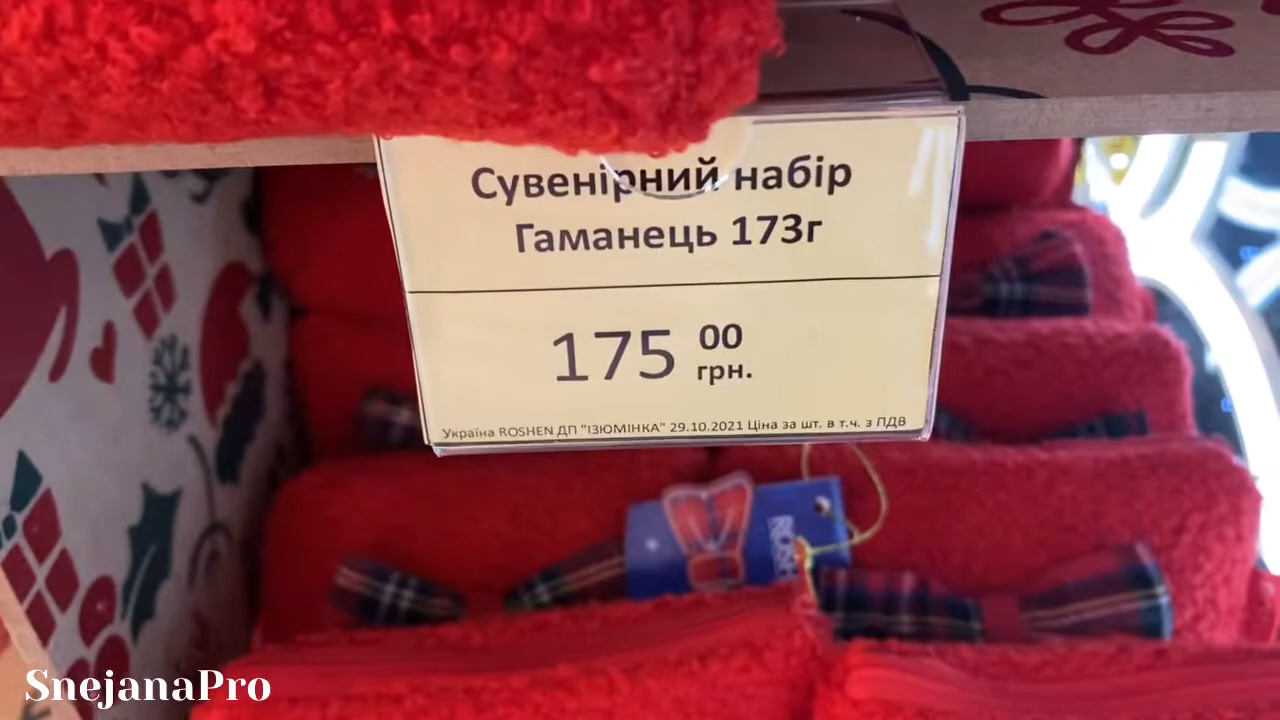 Сувенірний набір
Гаманець 173г
175 00
грн.
Україна ROSHEN ДП "ІЗЮМІНКА" 29.10.2021 Ціна за шт. в т.ч. з ПДВ
SnejanaPro